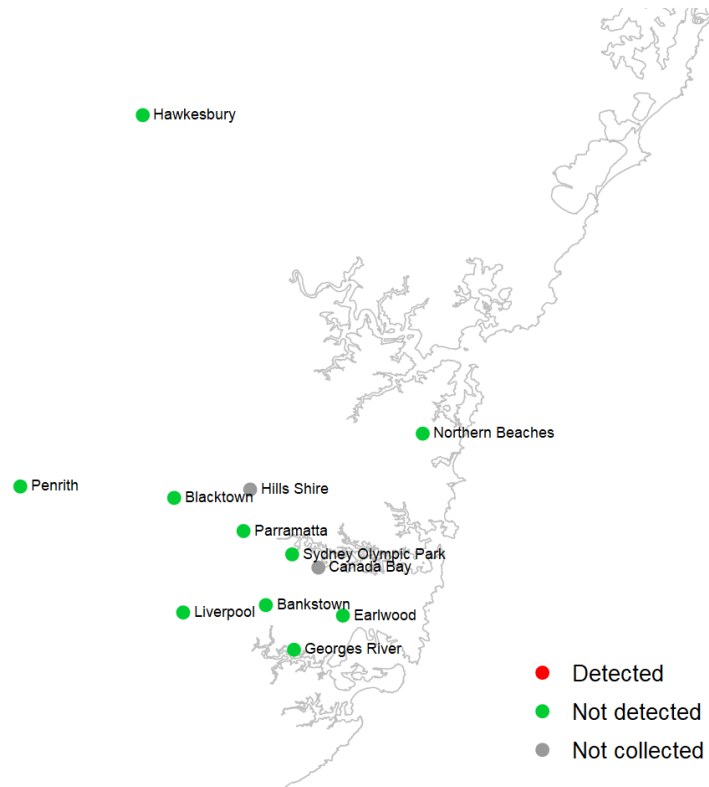 Hawkesbury
Northern Beaches
Penrith
Hills Shire
Blacktown
Parramatta
Sydney Olympic Park
Canada Bay
Bankstown
Liverpool
Earlwood
Georges River
Detected
Not detected
Not collected